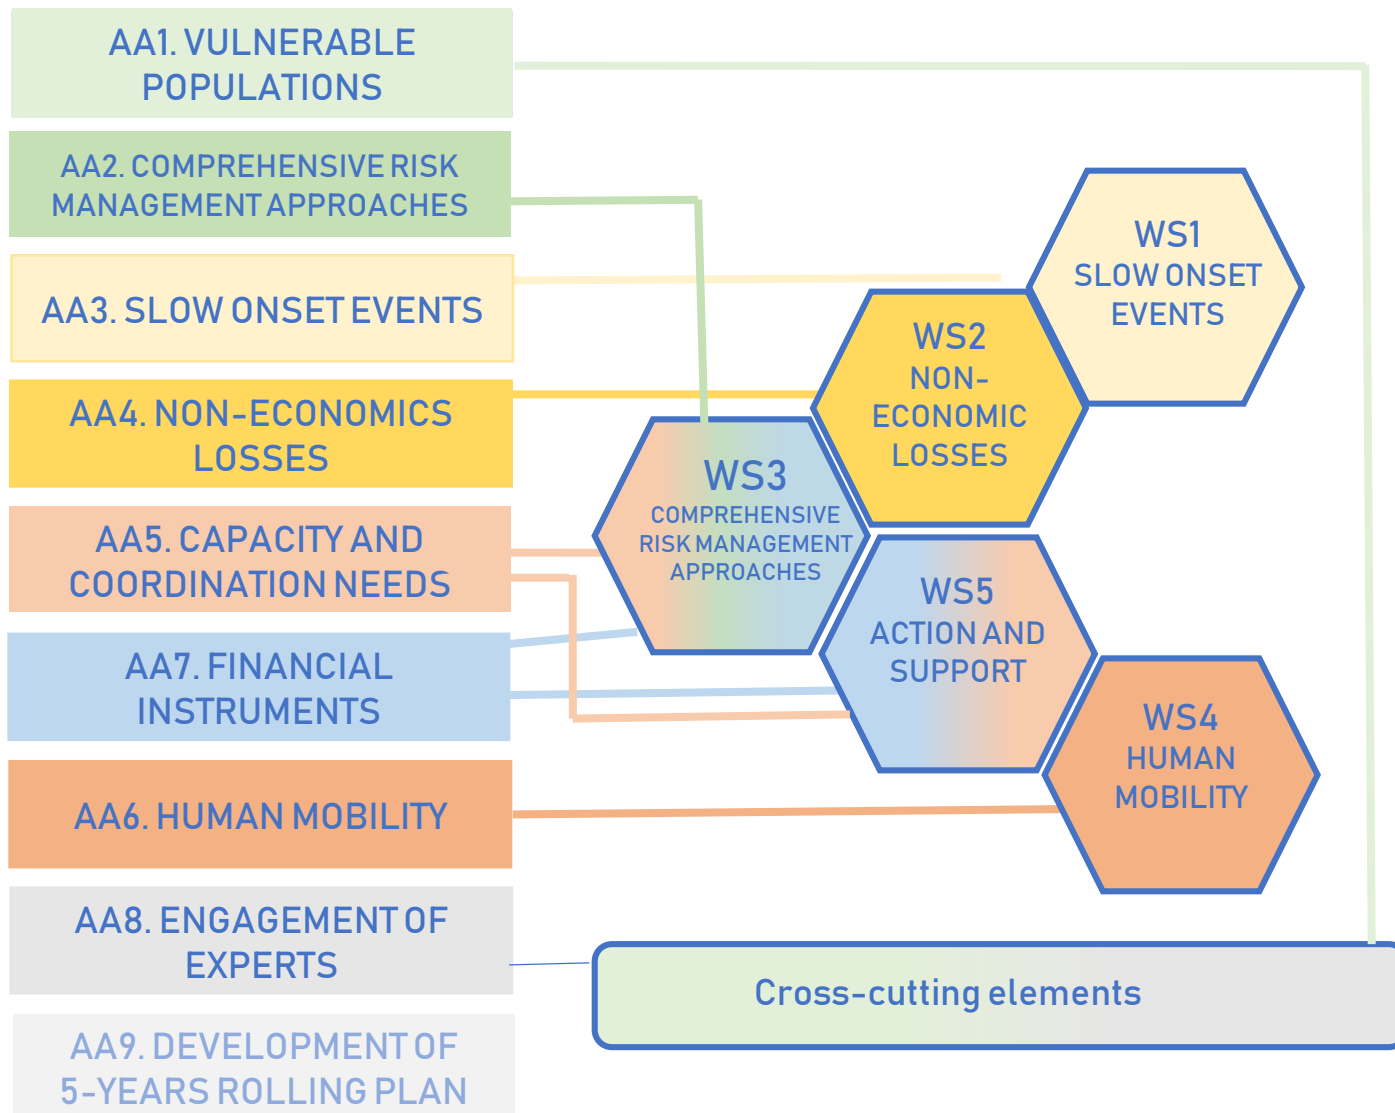 AA1. VULNERABLE
POPULATIONS
AA2. COMPREHENSIVE RISK
MANAGEMENT APPROACHES
AA3. SLOW ONSET EVENTS
AA4. NON-ECONOMICS
LOSSES
AA5. CAPACITY AND
COORDINATION NEEDS
AA7. FINANCIAL
INSTRUMENTS
AA6. HUMAN MOBILITY
AA8. ENGAGEMENT OF
EXPERTS
AA9. DEVELOPMENT OF
5-YEARS ROLLING PLAN
WS1
SLOW ONSET
EVENTS
WS2
NON-
ECONOMIC
LOSSES
WS3
COMPREHENSIVE
RISK MANAGEMENT
APPROACHES
WS5
ACTION AND
SUPPORT
WS4
HUMAN
MOBILITY
Cross-cutting elements